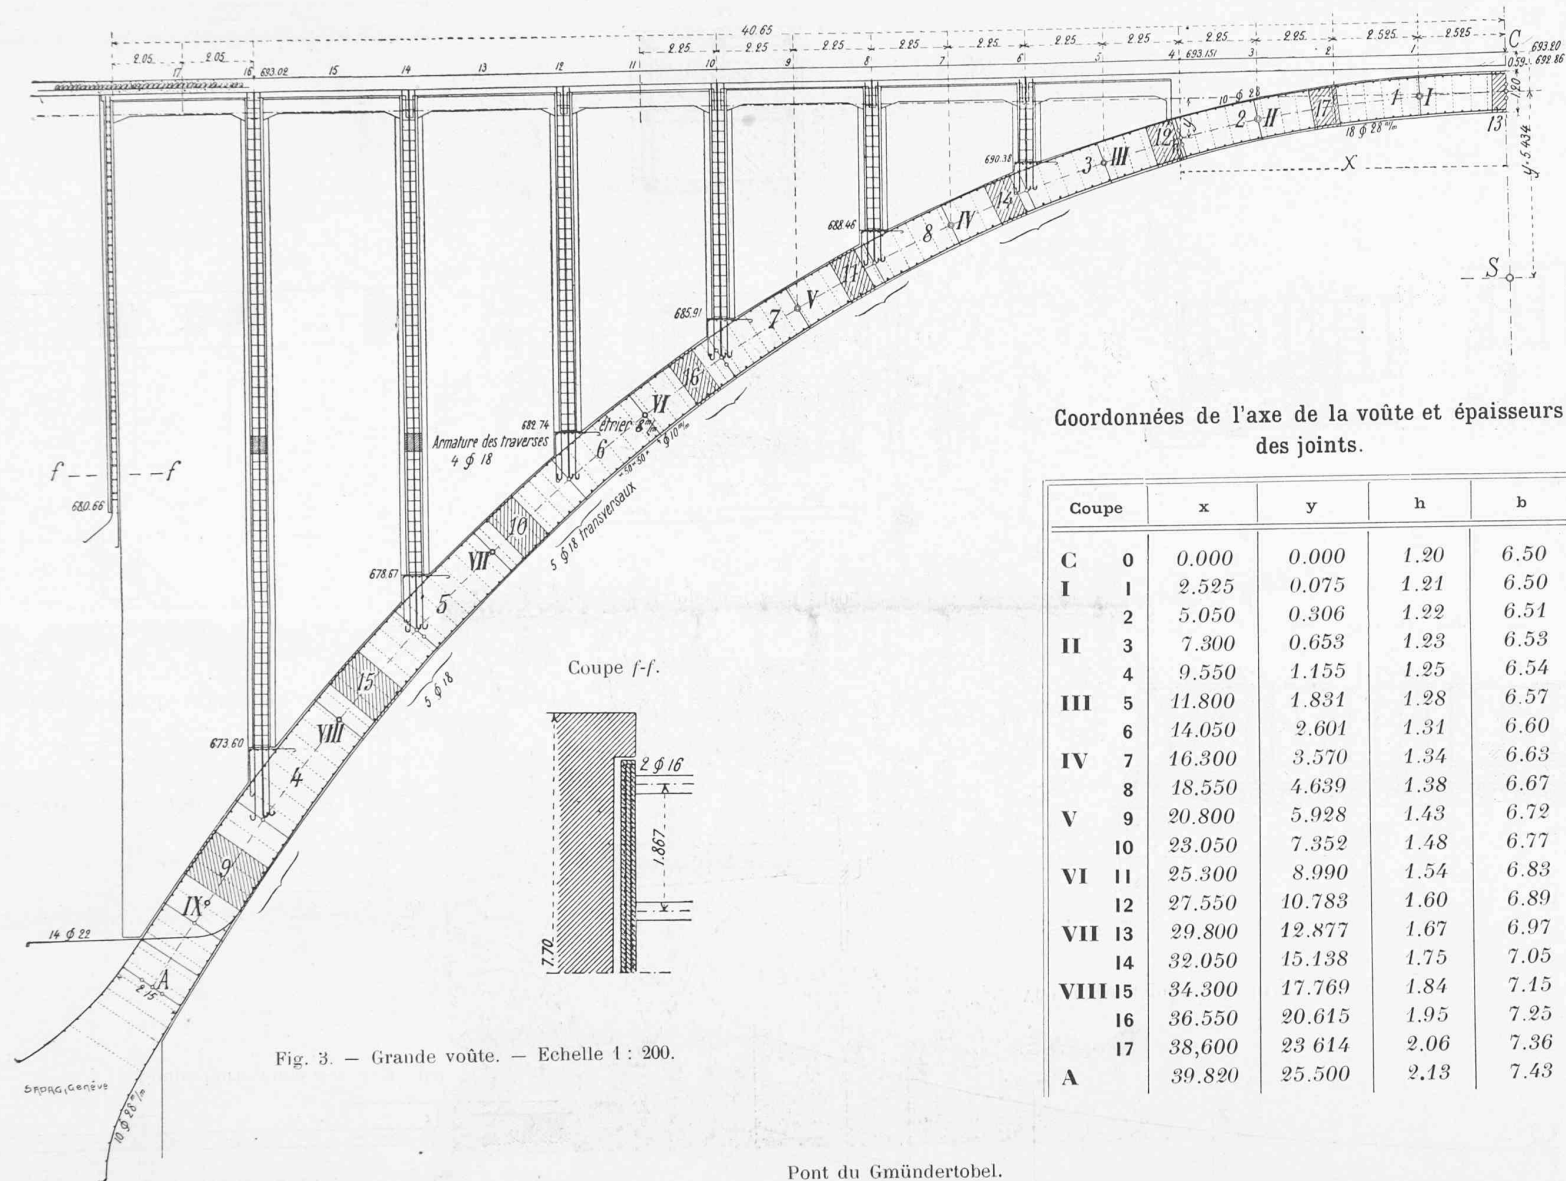 40.65
2.05 2.05 2.25 2.25 2.25 2.25 2.25 2.25 2.25 2.25 2.25 2.525 2.525
17 16 693.02 15 14 13 12 11 10 9 8 7 6 5 4 693.151 3 2 1 C 693.20
0.59 692.86
1.20
10 ϕ 28
18 ϕ 28 m/m
12 2 II 17 1 I 13
y
X
y=5.434
S
690.38
3 III
14
688.46
8 IV
11
685.91
7 V
16
VI
682.74
étrier 8 m/m
Armature des traverses
4 ϕ 18
6
50=50
ϕ 10 m/m
f f
680.66
10
5 ϕ 18 transversaux
VII
678.67
5
15
5 ϕ 18
VIII
673.60
4
9
IX
14 ϕ 22
A
2.15
10 ϕ 28 m/m
SADAG, Genève
Coupe f-f.
2 ϕ 16
1.867
7.70
Fig. 3. — Grande voûte. — Echelle 1 : 200.
Coordonnées de l'axe de la voûte et épaisseurs
des joints.
Coupe x y h b
C 0 0.000 0.000 1.20 6.50
I 1 2.525 0.075 1.21 6.50
2 5.050 0.306 1.22 6.51
II 3 7.300 0.653 1.23 6.53
4 9.550 1.155 1.25 6.54
III 5 11.800 1.831 1.28 6.57
6 14.050 2.601 1.31 6.60
IV 7 16.300 3.570 1.34 6.63
8 18.550 4.639 1.38 6.67
V 9 20.800 5.928 1.43 6.72
10 23.050 7.352 1.48 6.77
VI 11 25.300 8.990 1.54 6.83
12 27.550 10.783 1.60 6.89
VII 13 29.800 12.877 1.67 6.97
14 32.050 15.138 1.75 7.05
VIII 15 34.300 17.769 1.84 7.15
16 36.550 20.615 1.95 7.25
17 38,600 23 614 2.06 7.36
A 39.820 25.500 2.13 7.43
Pont du Gmündertobel.